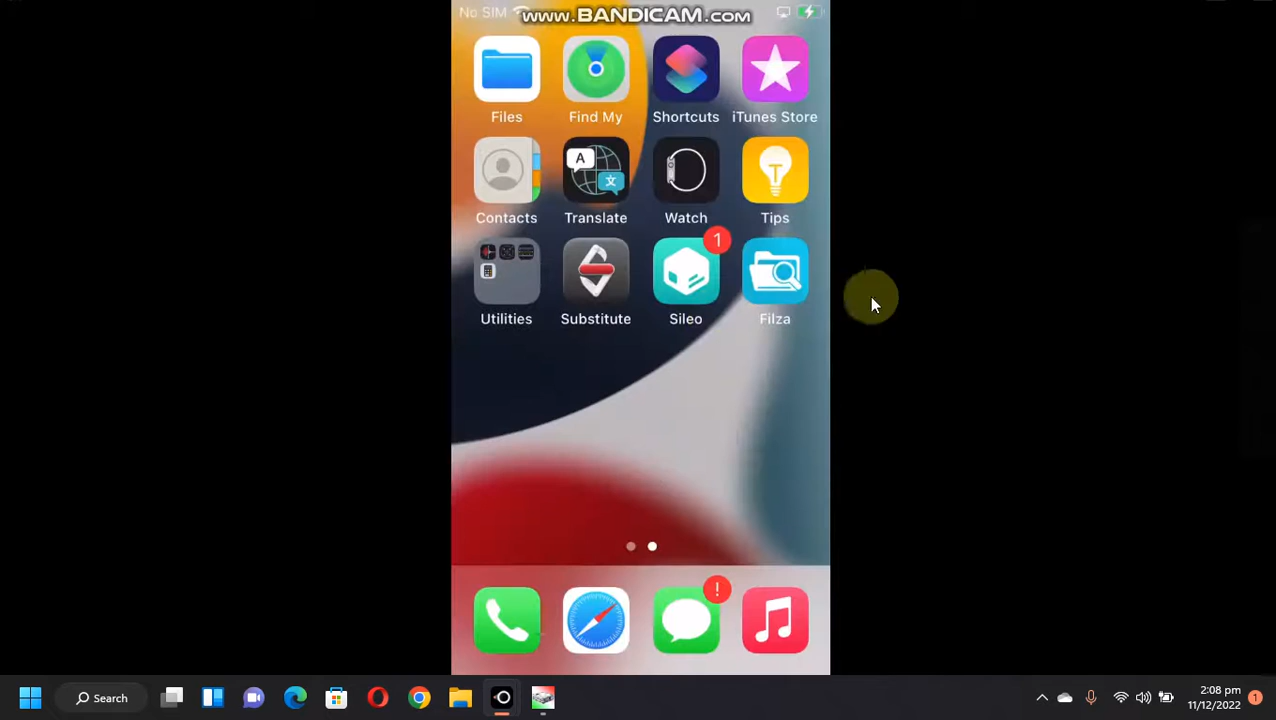 No SIM
www.BANDICAM.com
Files
Find My
Shortcuts
iTunes Store
A
文
T
Contacts
Translate
Watch
Tips
1
Utilities
Substitute
Sileo
Filza
!
Search
2:08 pm
11/12/2022
1